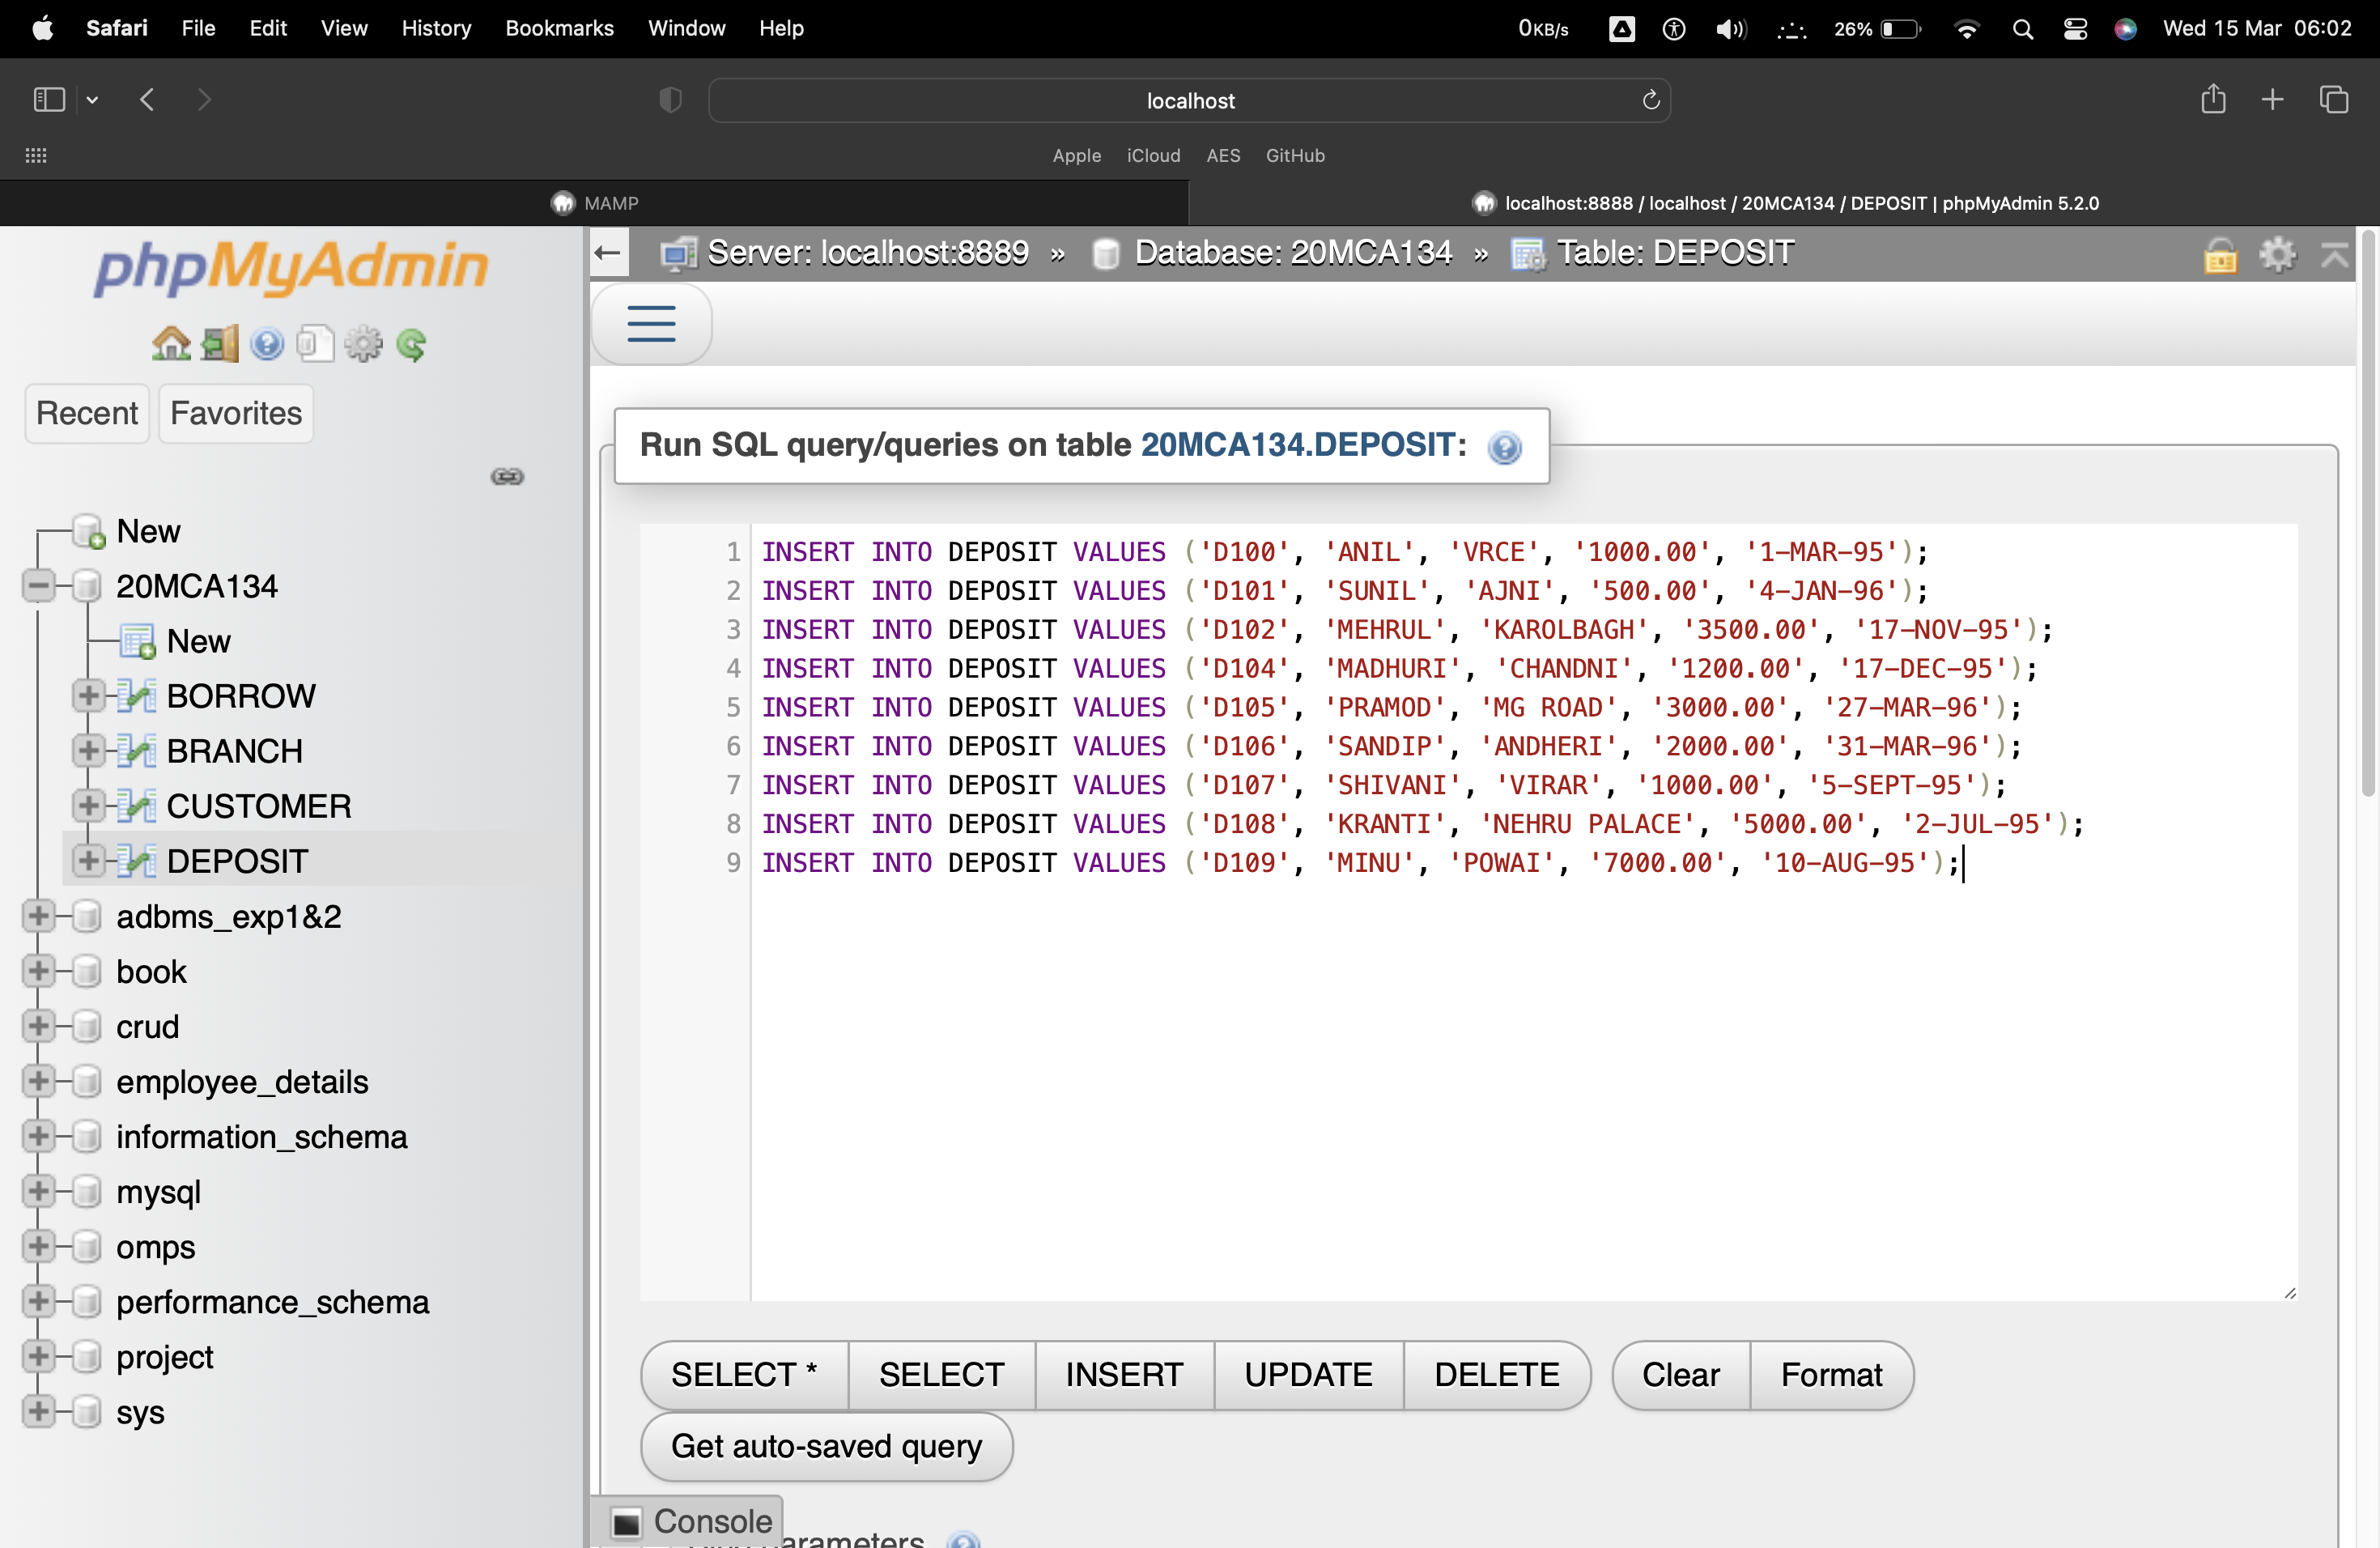 Safari File Edit View History Bookmarks Window Help 0KB/s 26% Wed 15 Mar 06:02
localhost
Apple iCloud AES GitHub
MAMP
localhost:8888 / localhost / 20MCA134 / DEPOSIT | phpMyAdmin 5.2.0
phpMyAdmin
Recent Favorites
New
20MCA134
New
BORROW
BRANCH
CUSTOMER
DEPOSIT
adbms_exp1&2
book
crud
employee_details
information_schema
mysql
omps
performance_schema
project
sys
Server: localhost:8889 » Database: 20MCA134 » Table: DEPOSIT
Run SQL query/queries on table 20MCA134.DEPOSIT:
1 INSERT INTO DEPOSIT VALUES ('D100', 'ANIL', 'VRCE', '1000.00', '1-MAR-95');
2 INSERT INTO DEPOSIT VALUES ('D101', 'SUNIL', 'AJNI', '500.00', '4-JAN-96');
3 INSERT INTO DEPOSIT VALUES ('D102', 'MEHRUL', 'KAROLBAGH', '3500.00', '17-NOV-95');
4 INSERT INTO DEPOSIT VALUES ('D104', 'MADHURI', 'CHANDNI', '1200.00', '17-DEC-95');
5 INSERT INTO DEPOSIT VALUES ('D105', 'PRAMOD', 'MG ROAD', '3000.00', '27-MAR-96');
6 INSERT INTO DEPOSIT VALUES ('D106', 'SANDIP', 'ANDHERI', '2000.00', '31-MAR-96');
7 INSERT INTO DEPOSIT VALUES ('D107', 'SHIVANI', 'VIRAR', '1000.00', '5-SEPT-95');
8 INSERT INTO DEPOSIT VALUES ('D108', 'KRANTI', 'NEHRU PALACE', '5000.00', '2-JUL-95');
9 INSERT INTO DEPOSIT VALUES ('D109', 'MINU', 'POWAI', '7000.00', '10-AUG-95');
SELECT * SELECT INSERT UPDATE DELETE Clear Format
Get auto-saved query
Console